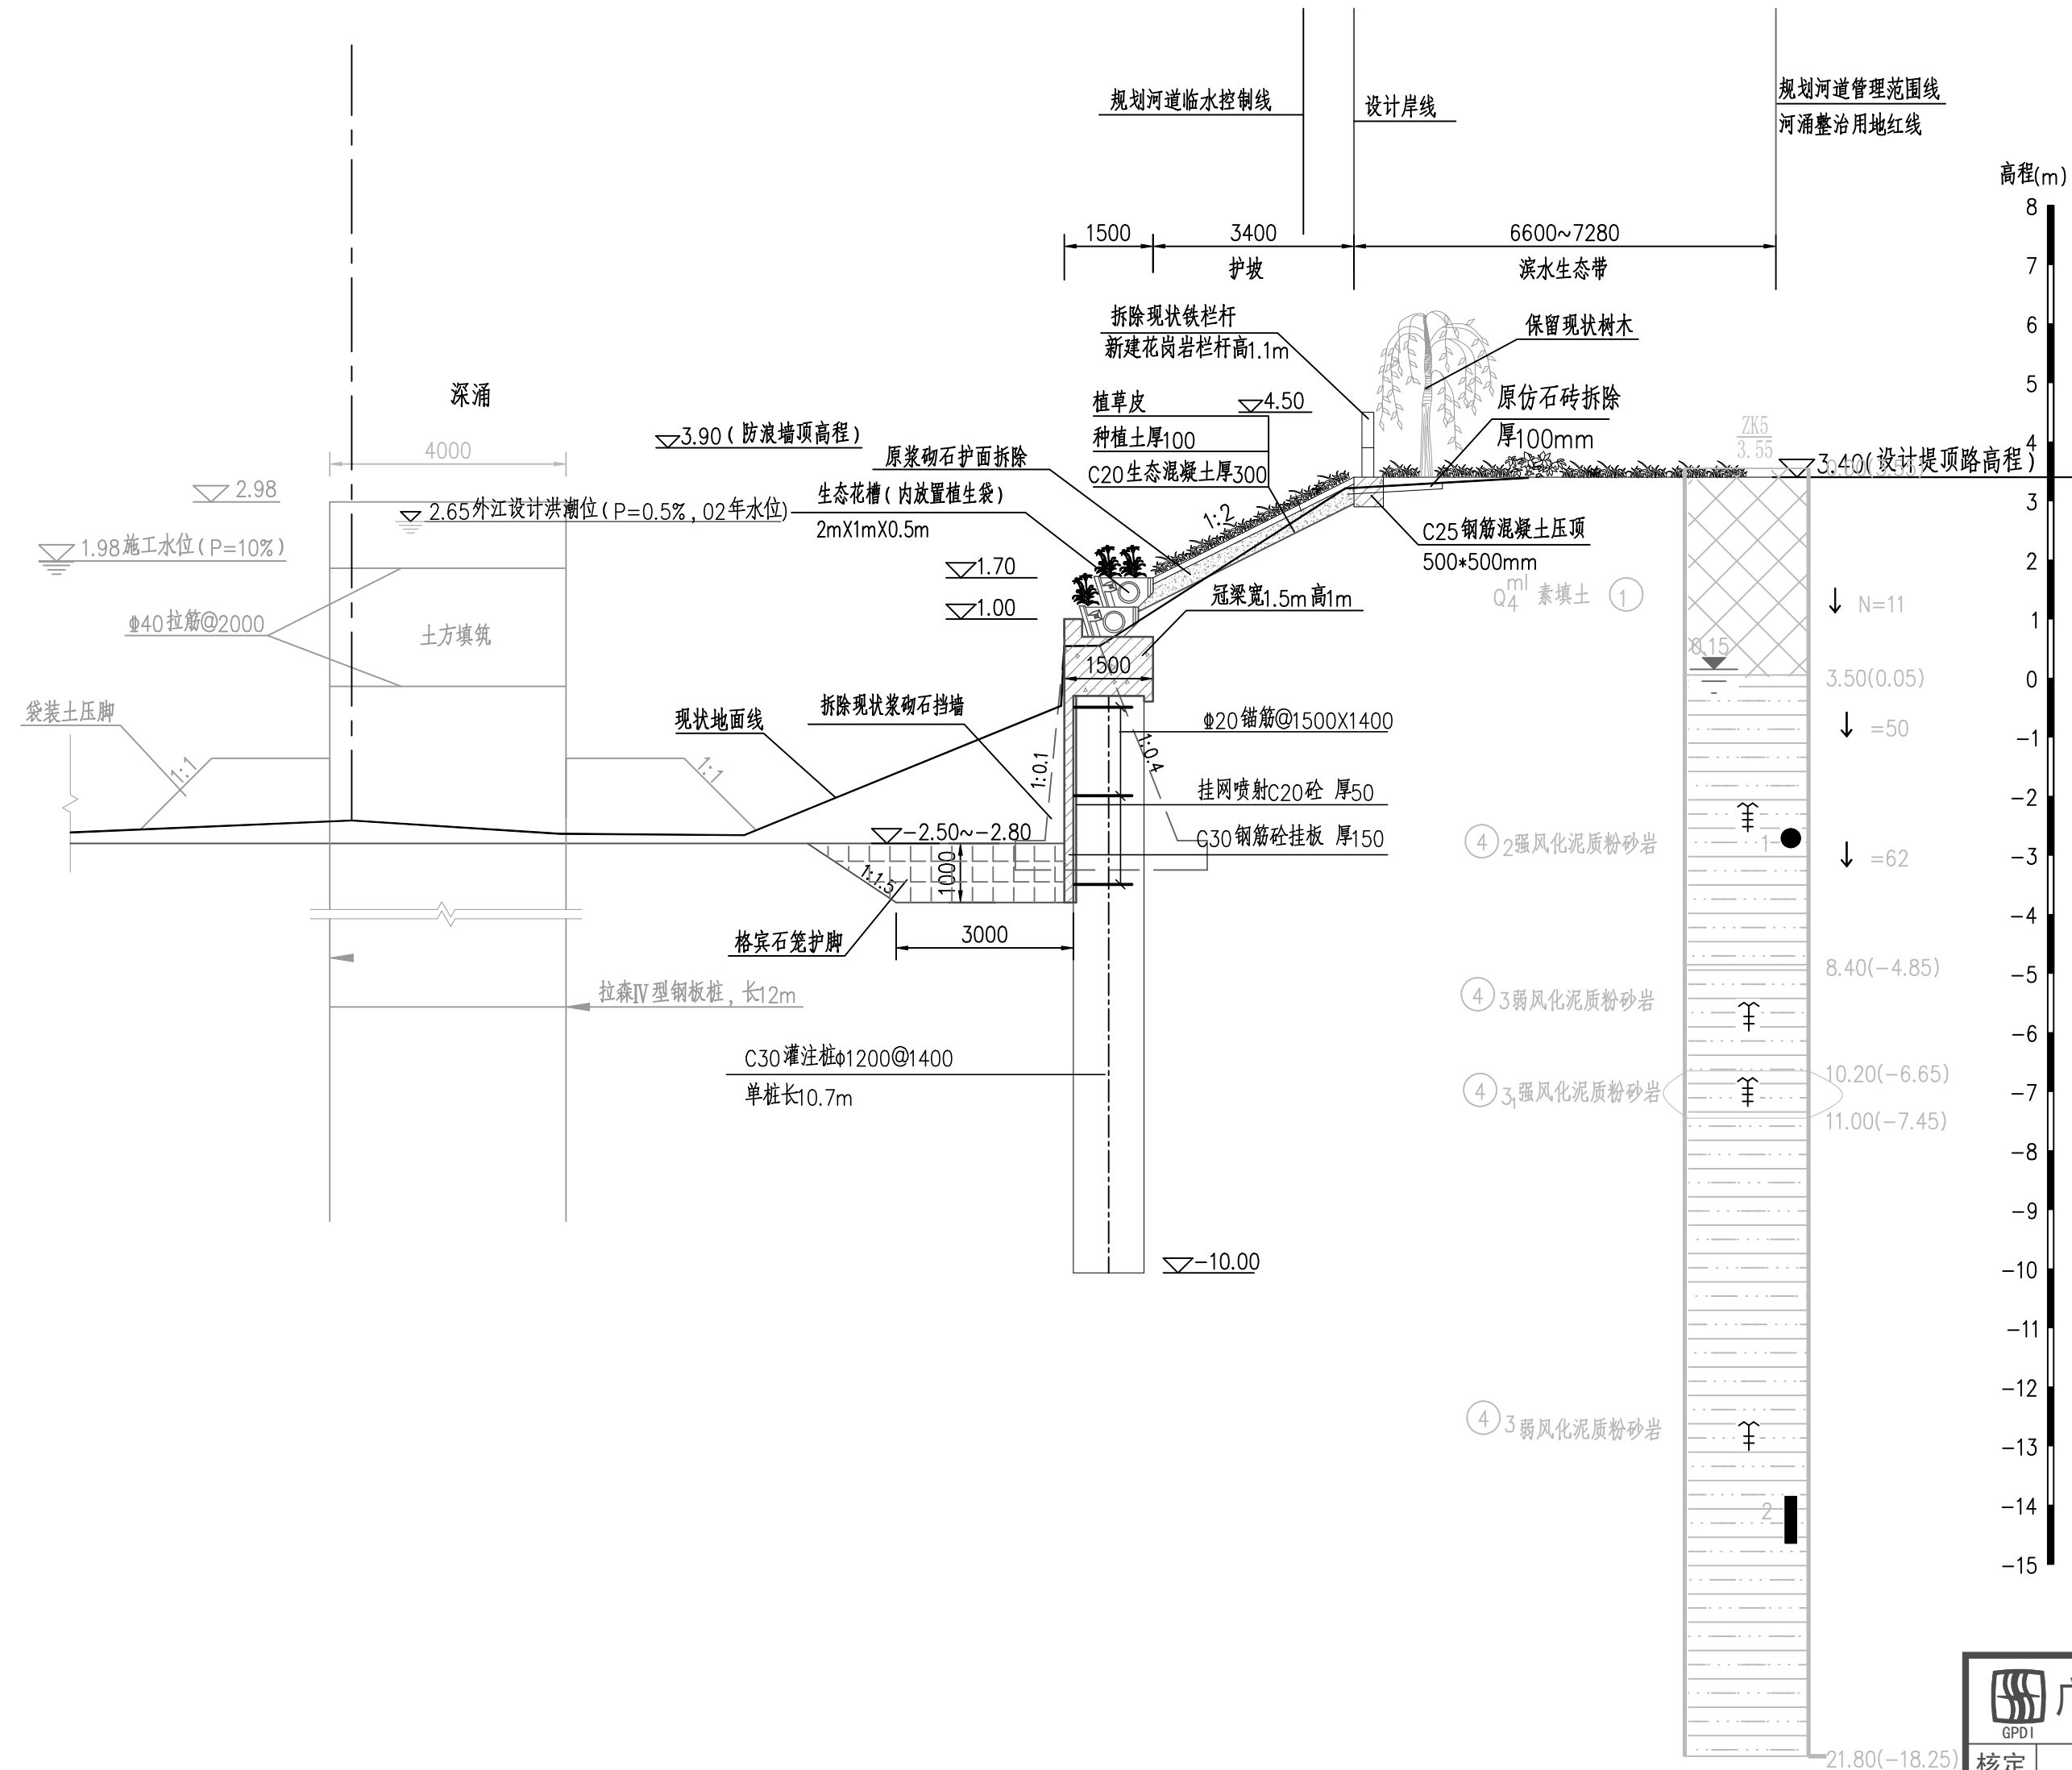 规划河道临水控制线
设计岸线
规划河道管理范围线
河涌整治用地红线
高程(m)
1500
3400
6600~7280
护坡
滨水生态带
拆除现状铁栏杆
新建花岗岩栏杆高1.1m
保留现状树木
深涌
4000
植草皮
4.50
种植土厚100
C20生态混凝土厚300
原仿石砖拆除
厚100mm
3.90(防浪墙顶高程)
原浆砌石护面拆除
ZK5
3.55
3.40(设计堤顶路高程)
2.98
生态花槽(内放置植生袋)
2mX1mX0.5m
2.65外江设计洪潮位(P=0.5%,02年水位)
1:2
C25钢筋混凝土压顶
500*500mm
1.98施工水位(P=10%)
1.70
1.00
冠梁宽1.5m高1m
Q4 ml 素填土 1
N=11
Φ40拉筋@2000
土方填筑
0.15
1500
3.50(0.05)
袋装土压脚
1:1
1:1
现状地面线
拆除现状浆砌石挡墙
1:0.1
1:0.4
Φ20锚筋@1500X1400
=50
挂网喷射C20砼 厚50
-2.50~-2.80
C30钢筋砼挂板 厚150
4 2强风化泥质粉砂岩
1
=62
1:1.5
1000
3000
格宾石笼护脚
8.40(-4.85)
拉森Ⅳ型钢板桩,长12m
4 3弱风化泥质粉砂岩
C30灌注桩φ1200@1400
单桩长10.7m
10.20(-6.65)
4 31强风化泥质粉砂岩
11.00(-7.45)
-10.00
4 3弱风化泥质粉砂岩
2
21.80(-18.25)
8
7
6
5
4
3
2
1
0
-1
-2
-3
-4
-5
-6
-7
-8
-9
-10
-11
-12
-13
-14
-15
GPDI
核定